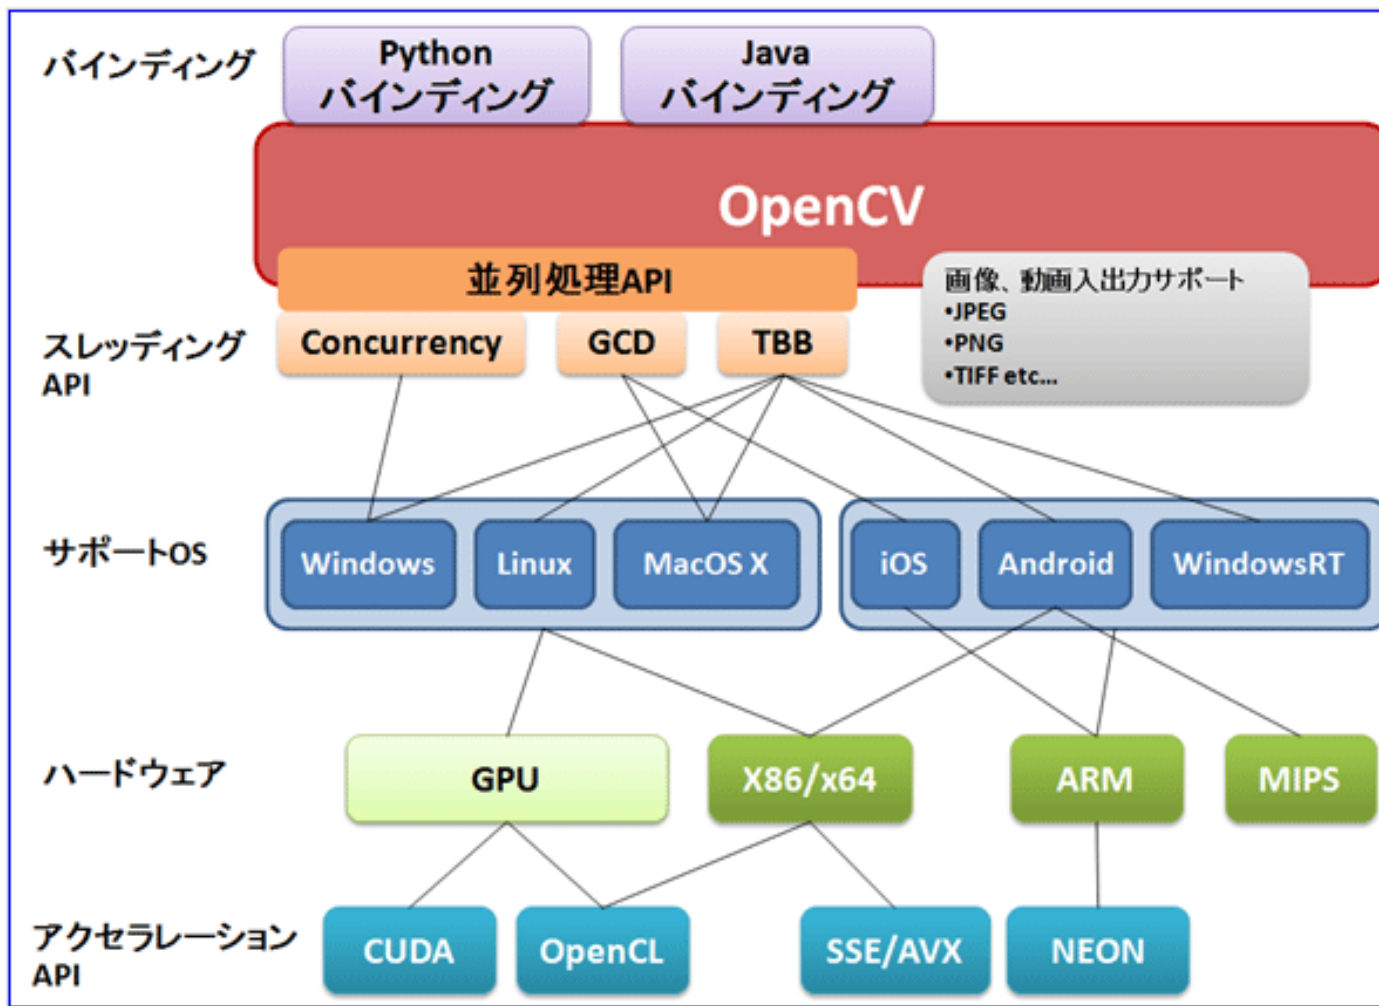 バインディング
Python
バインディング
Java
バインディング
OpenCV
並列処理API
画像、動画入出力サポート
•JPEG
•PNG
•TIFF etc...
スレッディング
API
Concurrency
GCD
TBB
サポートOS
Windows
Linux
MacOS X
iOS
Android
WindowsRT
ハードウェア
GPU
X86/x64
ARM
MIPS
アクセラレーション
API
CUDA
OpenCL
SSE/AVX
NEON